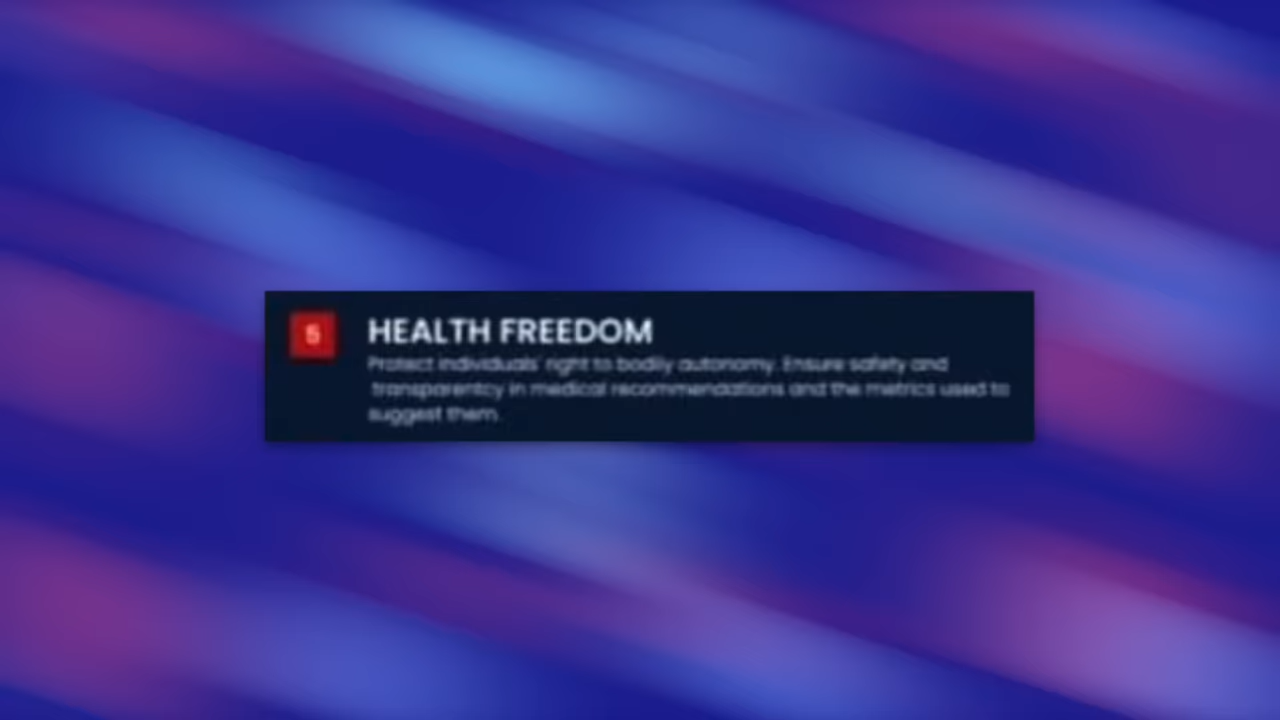 5
HEALTH FREEDOM
Protect individuals' right to bodily autonomy. Ensure safety and
transparentcy in medical recommendations and the metrics used to
suggest them.